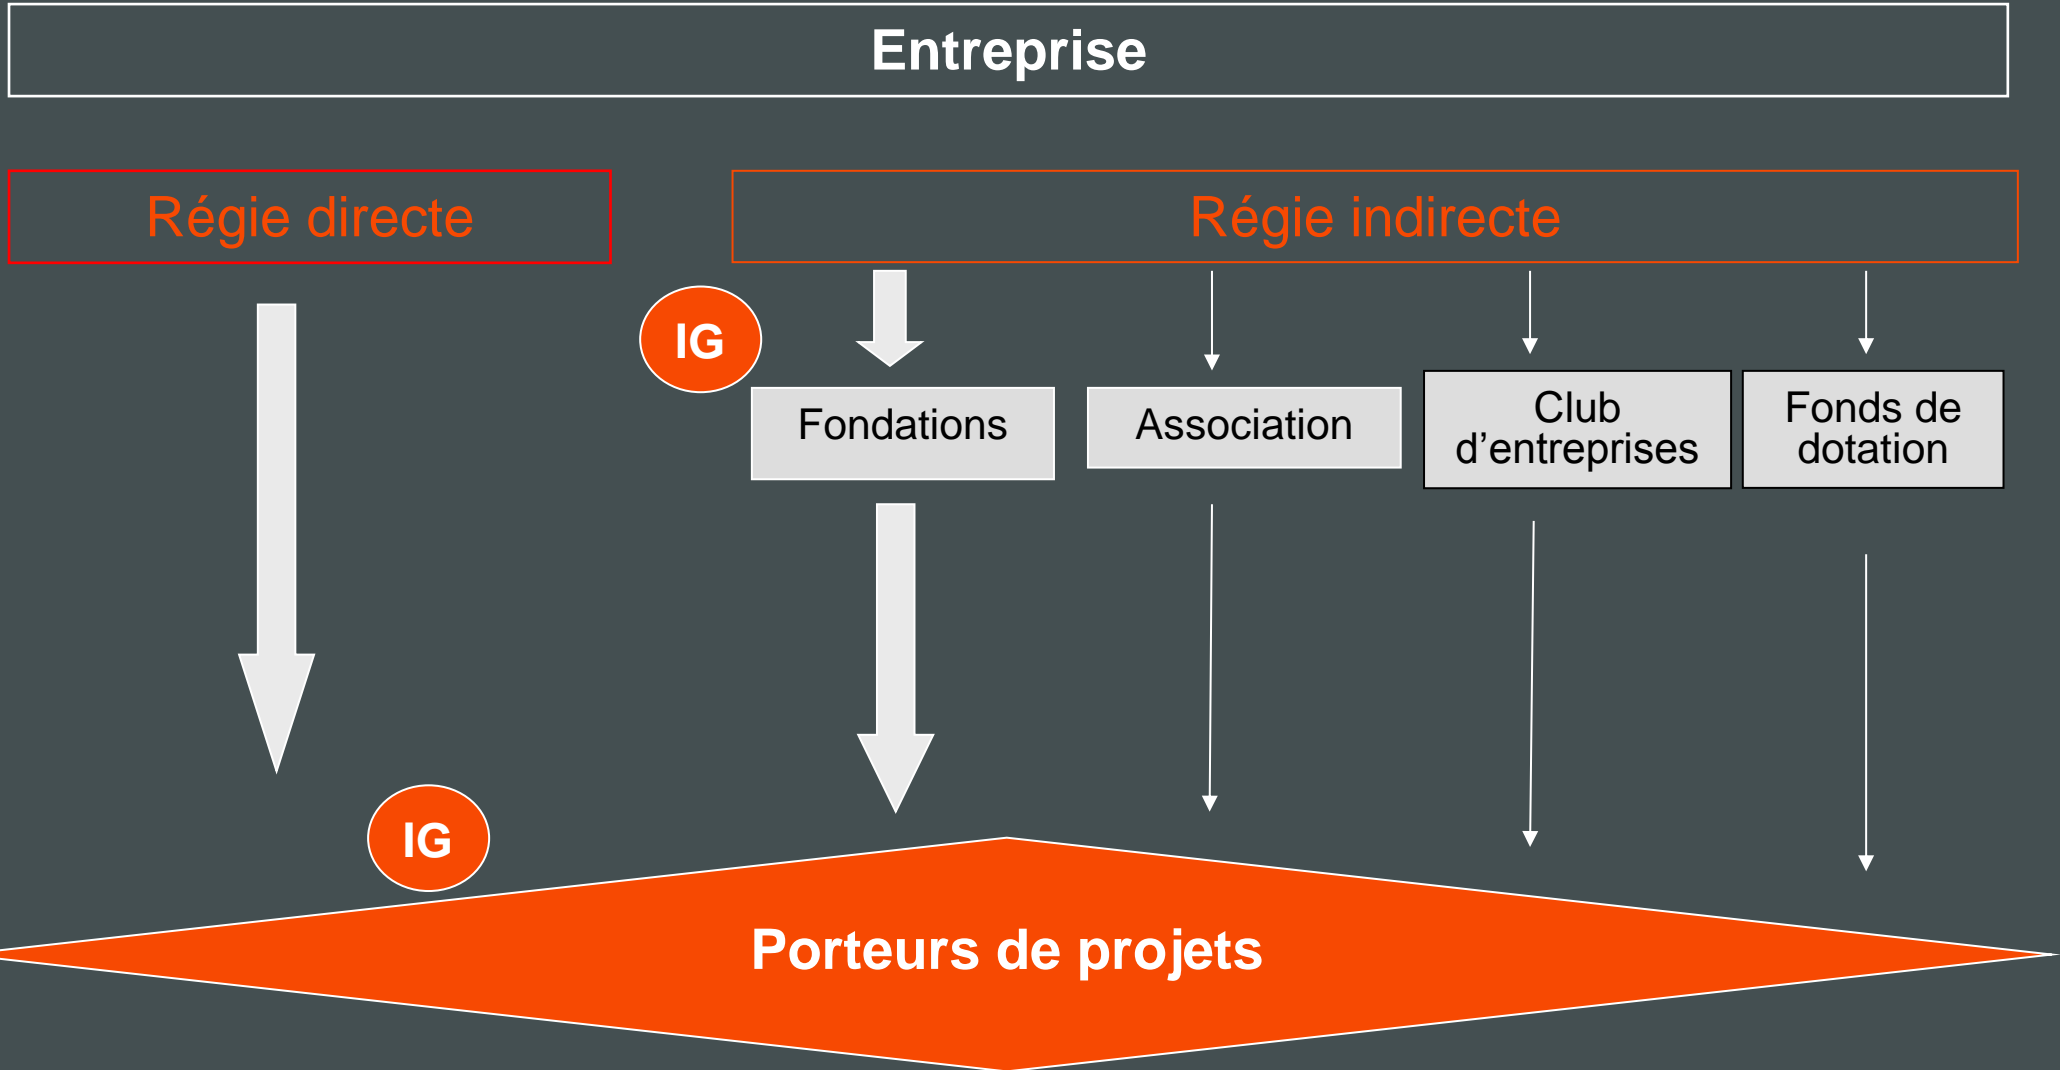 Entreprise
Régie directe
Régie indirecte
IG
Fondations
Association
Club
d’entreprises
Fonds de
dotation
IG
Porteurs de projets